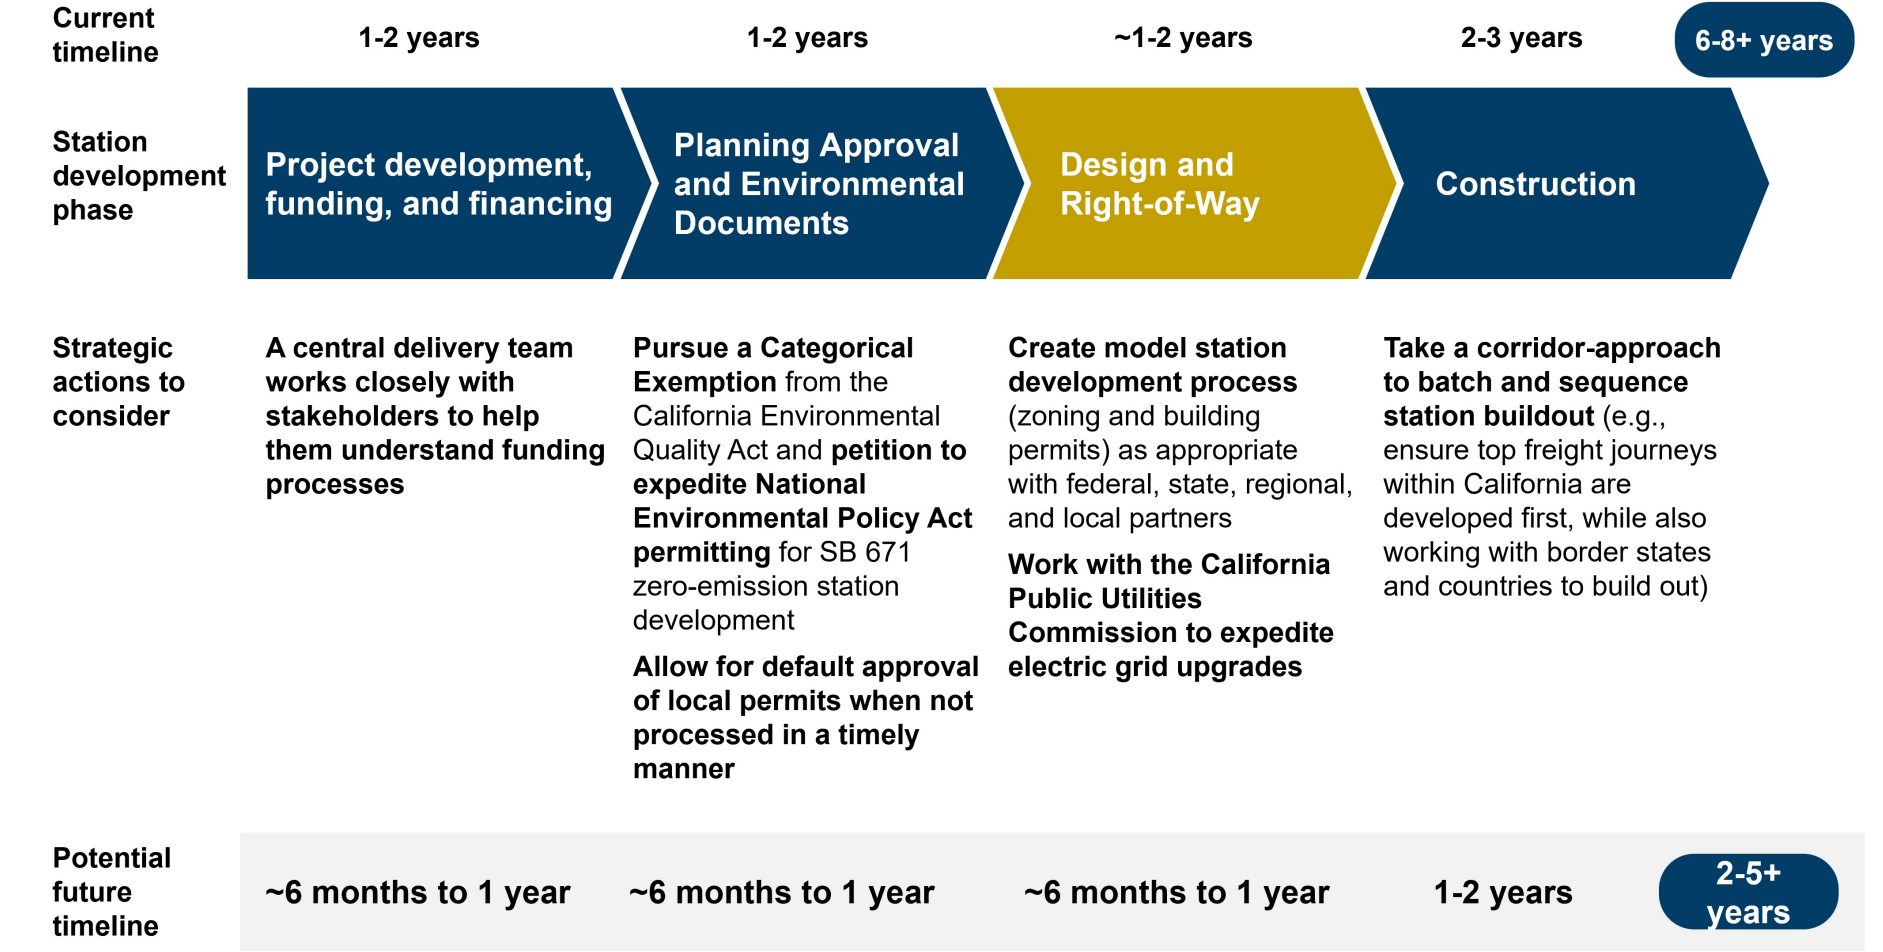 Current
timeline
1-2 years
1-2 years
~1-2 years
2-3 years
6-8+ years
Station
development
phase
Project development,
funding, and financing
Planning Approval
and Environmental
Documents
Design and
Right-of-Way
Construction
Strategic
actions to
consider
A central delivery team
works closely with
stakeholders to help
them understand funding
processes
Pursue a Categorical
Exemption from the
California Environmental
Quality Act and petition to
expedite National
Environmental Policy Act
permitting for SB 671
zero-emission station
development
Allow for default approval
of local permits when not
processed in a timely
manner
Create model station
development process
(zoning and building
permits) as appropriate
with federal, state, regional,
and local partners
Work with the California
Public Utilities
Commission to expedite
electric grid upgrades
Take a corridor-approach
to batch and sequence
station buildout (e.g.,
ensure top freight journeys
within California are
developed first, while also
working with border states
and countries to build out)
Potential
future
timeline
~6 months to 1 year
~6 months to 1 year
~6 months to 1 year
1-2 years
2-5+
years